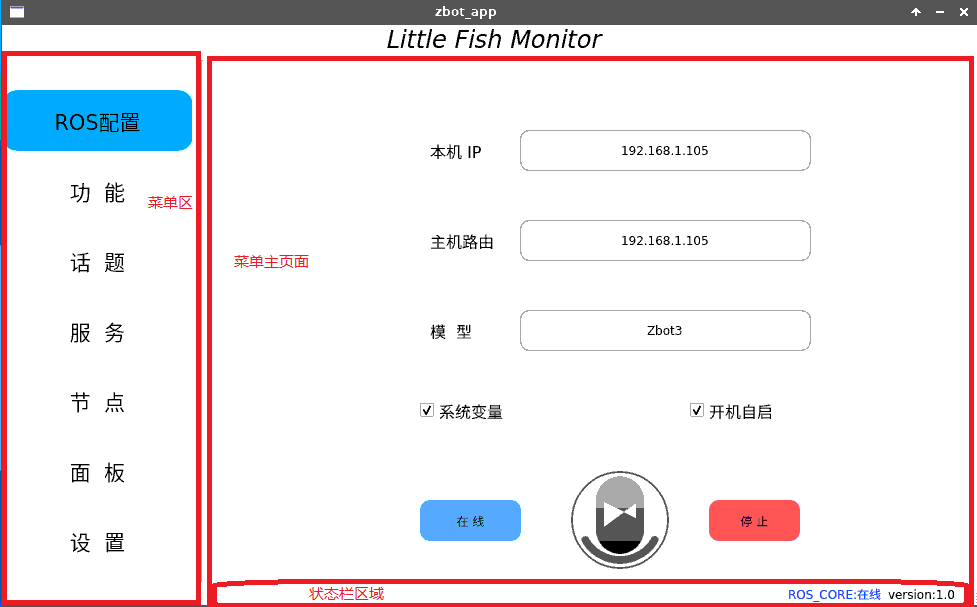 zbot_app
Little Fish Monitor
ROS配置
功 能
菜单区
话 题
服 务
节 点
面 板
设 置
菜单主页面
本机 IP 192.168.1.105
主机路由 192.168.1.105
模 型 Zbot3
系统变量 开机自启
在 线 停 止
状态栏区域 ROS_CORE:在线 version:1.0